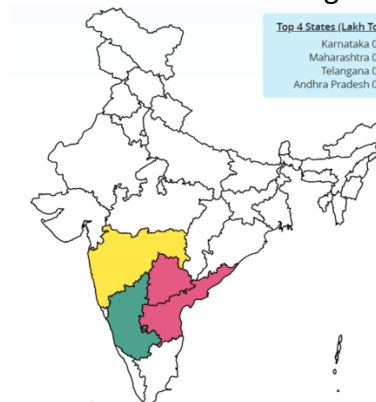 Top 4 States (Lakh To
Karnataka 0
Maharashtra 0
Telangana 0
Andhra Pradesh 0